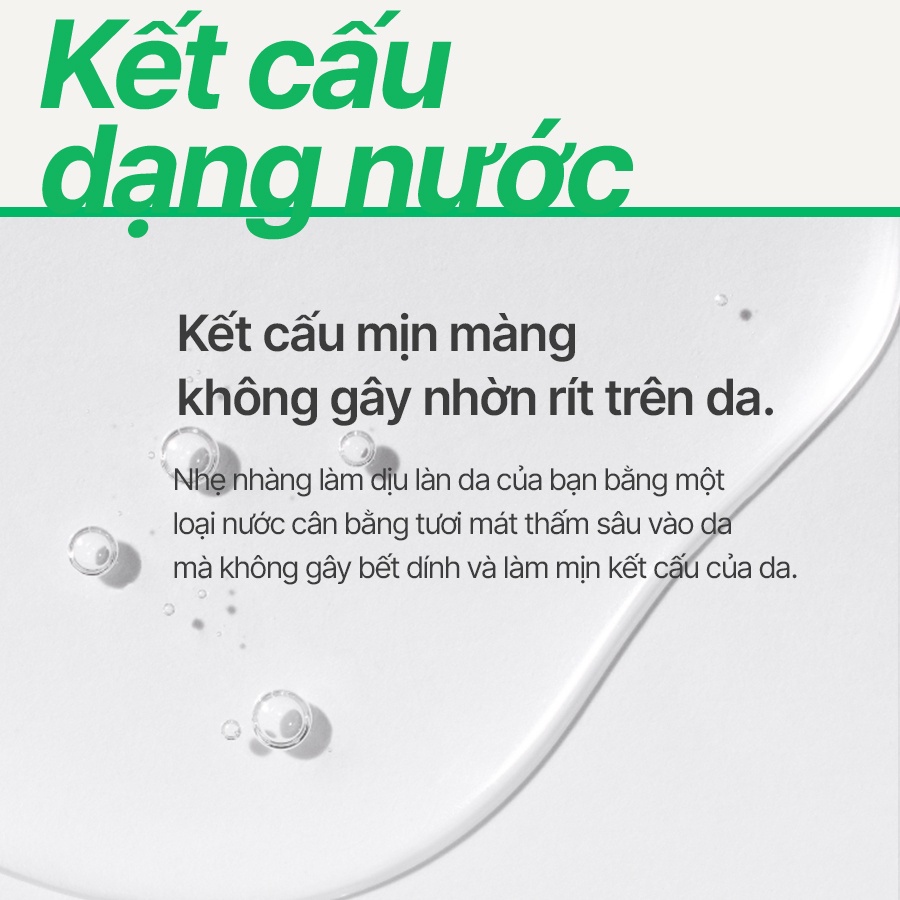 Kết cấu
dạng nước
Kết cấu mịn màng
không gây nhờn rít trên da.
Nhẹ nhàng làm dịu làn da của bạn bằng một
loại nước cân bằng tươi mát thấm sâu vào da
mà không gây bết dính và làm mịn kết cấu của da.